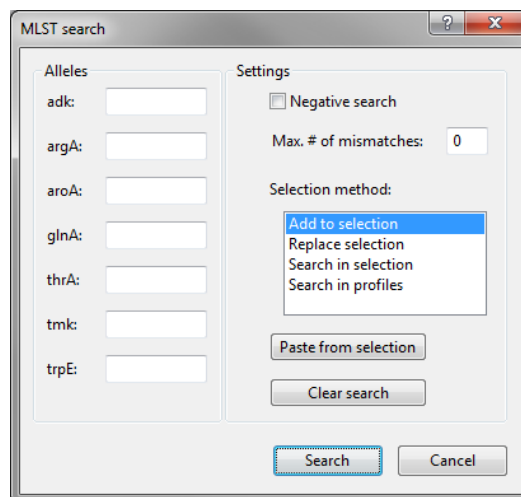 MLST search
Alleles
adk:
argA:
aroA:
glnA:
thrA:
tmk:
trpE:
Settings
Negative search
Max. # of mismatches: 0
Selection method:
Add to selection
Replace selection
Search in selection
Search in profiles
Paste from selection
Clear search
Search Cancel